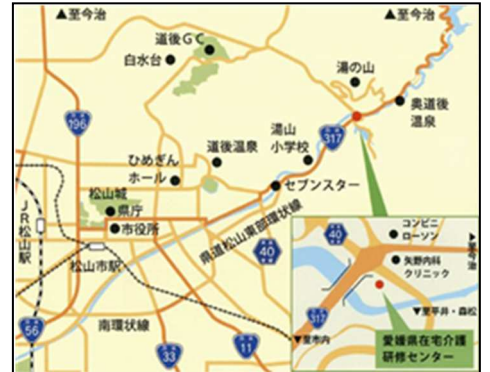 ▲至今治
▲至今治
道後GC
白水台
湯の山
奥道後
温泉
196
317
湯山
小学校
道後温泉
ひめぎん
ホール
セブンスター
松山城
県庁
市役所
JR松山駅
松山市駅
県道松山東部環状線
40
南環状線
56
33
11
40
コンビニ
ローソン
▲至今治
矢野内科
クリニック
▼至平井・森松
317
▼至市内
愛媛県在宅介護
研修センター